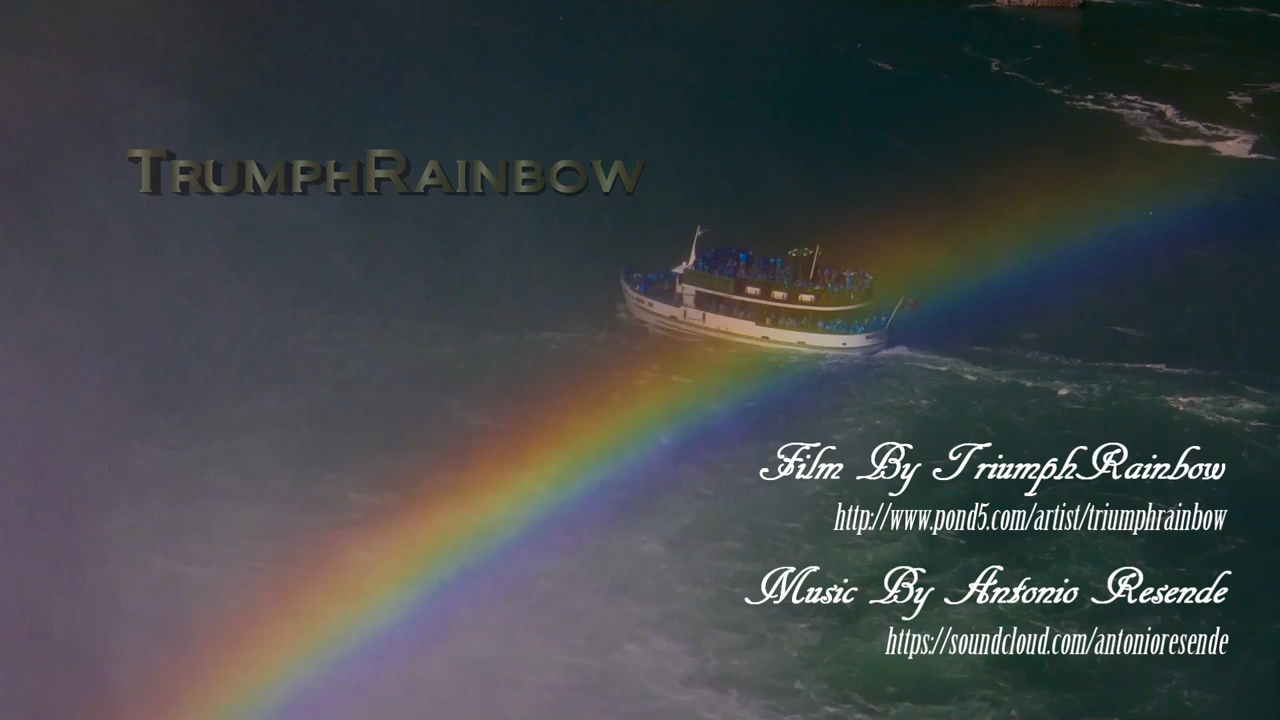 TrumphRainbow
Film By TriumphRainbow
http://www.pond5.com/artist/triumphrainbow
Music By Antonio Resende
https://soundcloud.com/antonioresende